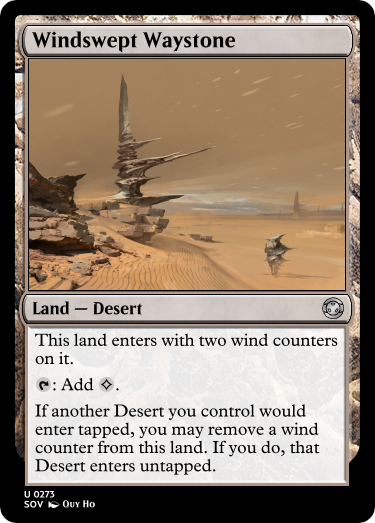 Windswept Waystone
Land — Desert
This land enters with two wind counters
on it.
: Add .
If another Desert you control would
enter tapped, you may remove a wind
counter from this land. If you do, that
Desert enters untapped.
U 0273
SOV Ouy Ho